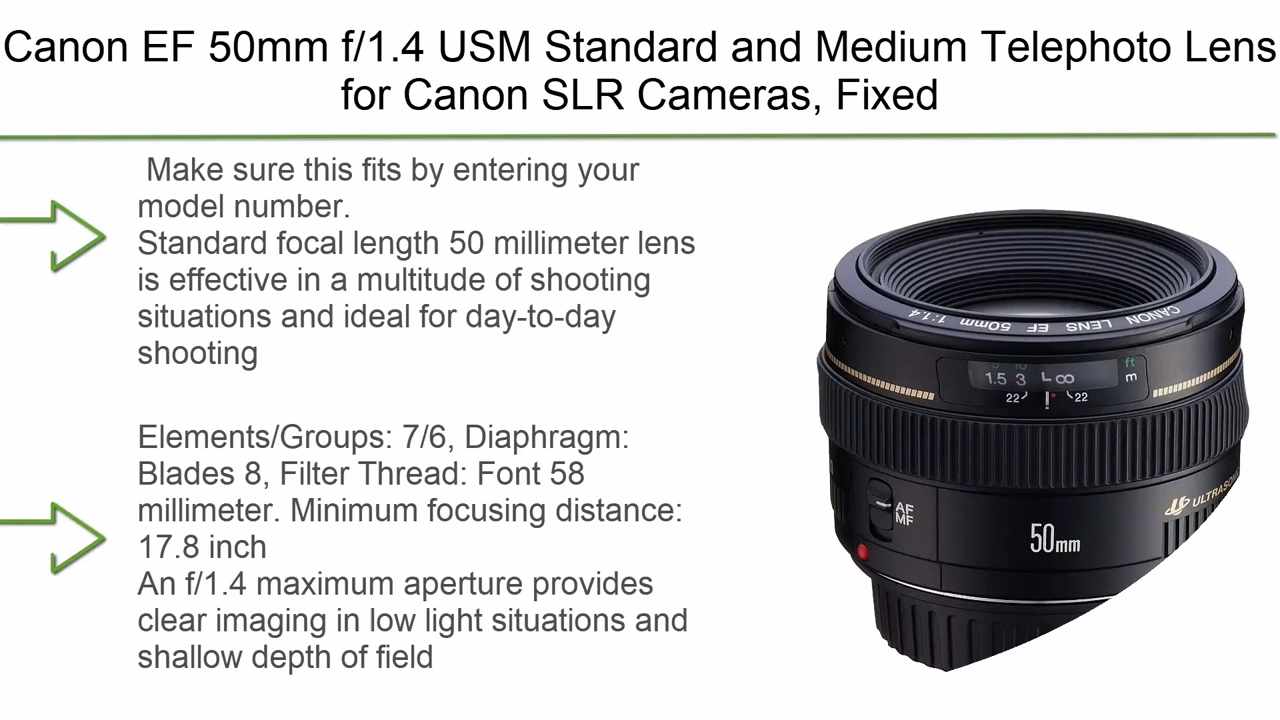 Canon EF 50mm f/1.4 USM Standard and Medium Telephoto Lens
for Canon SLR Cameras, Fixed
Make sure this fits by entering your
model number.
Standard focal length 50 millimeter lens
is effective in a multitude of shooting
situations and ideal for day-to-day
shooting
Elements/Groups: 7/6, Diaphragm:
Blades 8, Filter Thread: Font 58
millimeter. Minimum focusing distance:
17.8 inch
An f/1.4 maximum aperture provides
clear imaging in low light situations and
shallow depth of field
CANON LENS EF 50mm 1:1.4
ft
1.5 3 L ∞ m
22 22
AF
MF
50mm